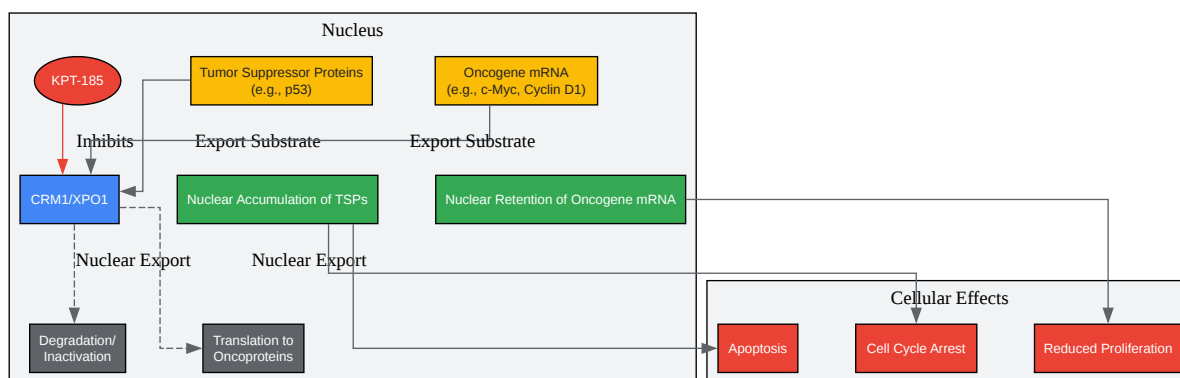 Nucleus
KPT-185
Tumor Suppressor Proteins
(e.g., p53)
Oncogene mRNA
(e.g., c-Myc, Cyclin D1)
Inhibits
Export Substrate
Export Substrate
CRM1/XPO1
Nuclear Accumulation of TSPs
Nuclear Retention of Oncogene mRNA
Nuclear Export
Nuclear Export
Cellular Effects
Degradation/
Inactivation
Translation to
Oncoproteins
Apoptosis
Cell Cycle Arrest
Reduced Proliferation